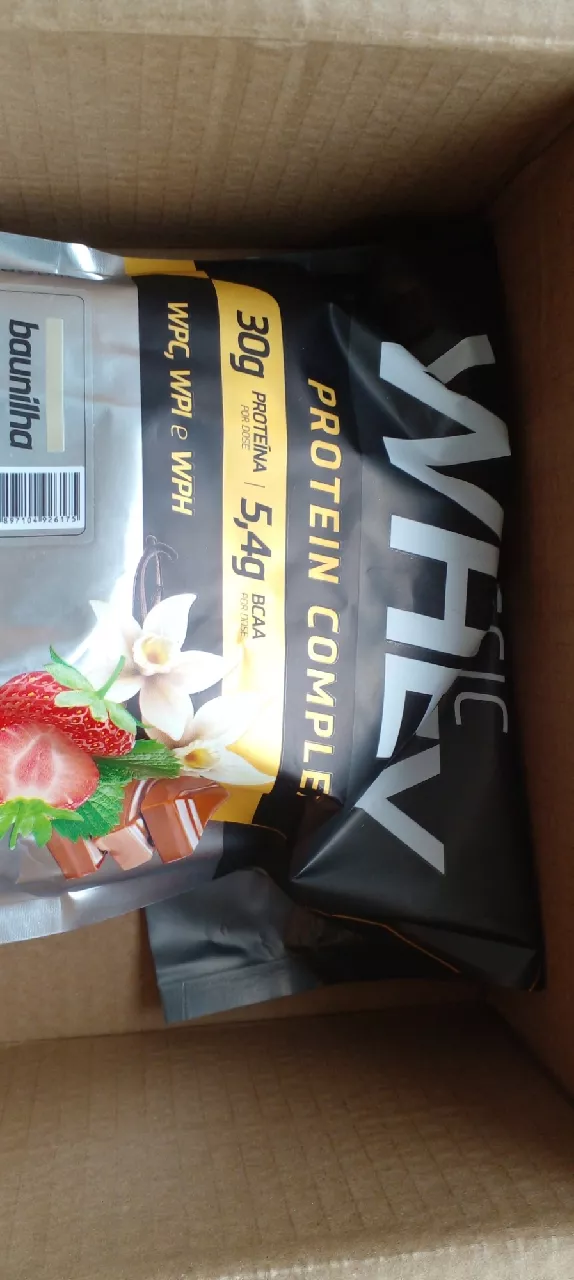 WHEY
PROTEIN COMPLE
30g PROTEÍNA POR DOSE | 5,4g BCAA POR DOSE
WPC, WPI e WPH
baunilha